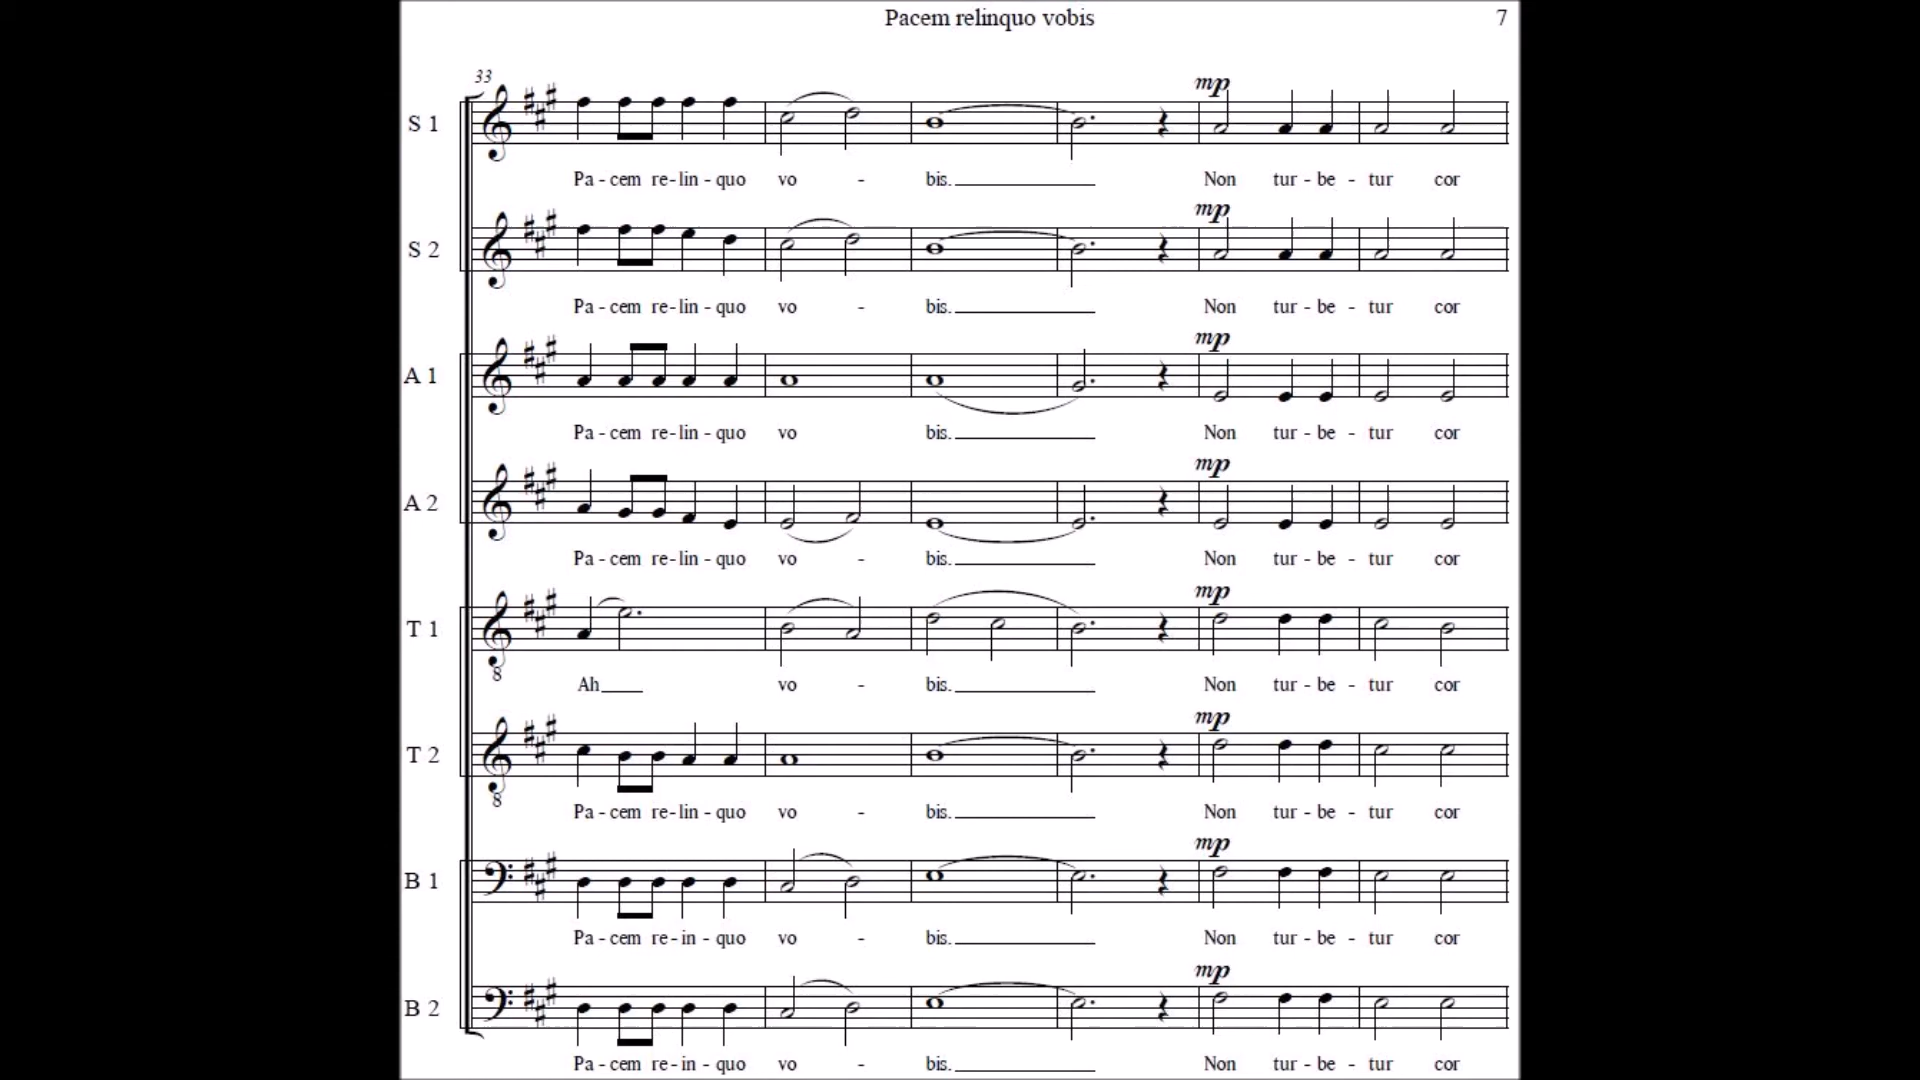 Pacem relinquo vobis 7
33
mp
S 1
Pa - cem re - lin - quo vo - bis. Non tur - be - tur cor
mp
S 2
Pa - cem re - lin - quo vo - bis. Non tur - be - tur cor
mp
A 1
Pa - cem re - lin - quo vo bis. Non tur - be - tur cor
mp
A 2
Pa - cem re - lin - quo vo - bis. Non tur - be - tur cor
mp
T 1
8
Ah vo - bis. Non tur - be - tur cor
mp
T 2
8
Pa - cem re - lin - quo vo - bis. Non tur - be - tur cor
mp
B 1
Pa - cem re - in - quo vo - bis. Non tur - be - tur cor
mp
B 2
Pa - cem re - in - quo vo - bis. Non tur - be - tur cor